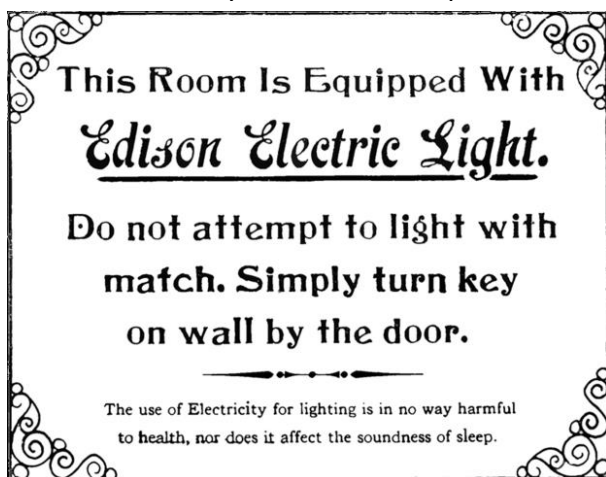 This Room Is Equipped With
Edison Electric Light.
Do not attempt to light with
match. Simply turn key
on wall by the door.
The use of Electricity for lighting is in no way harmful
to health, nor does it affect the soundness of sleep.